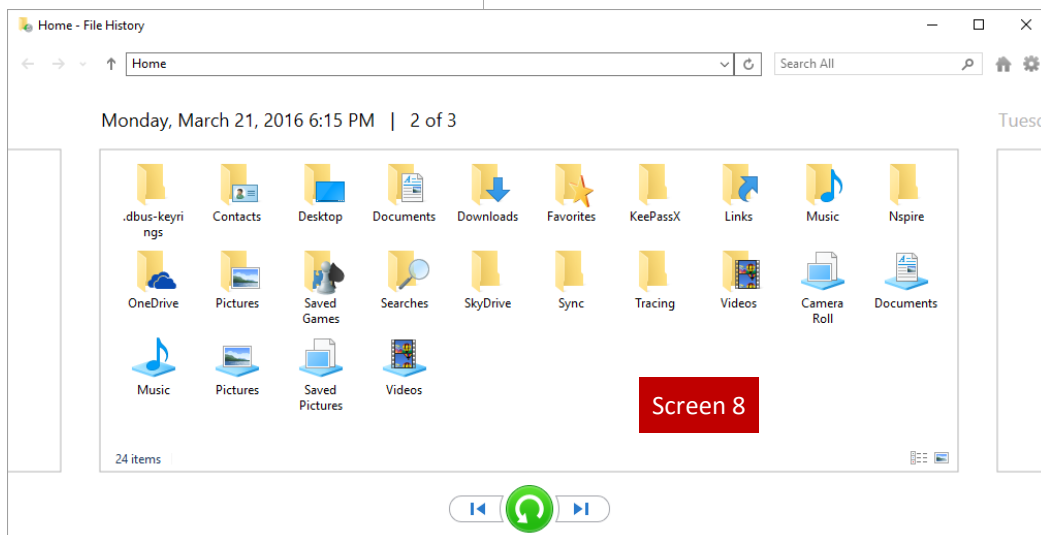 Home - File History
Home
Search All
Monday, March 21, 2016 6:15 PM | 2 of 3
Tuesd
.dbus-keyri
ngs
Contacts
Desktop
Documents
Downloads
Favorites
KeePassX
Links
Music
Nspire
OneDrive
Pictures
Saved
Games
Searches
SkyDrive
Sync
Tracing
Videos
Camera
Roll
Documents
Music
Pictures
Saved
Pictures
Videos
Screen 8
24 items